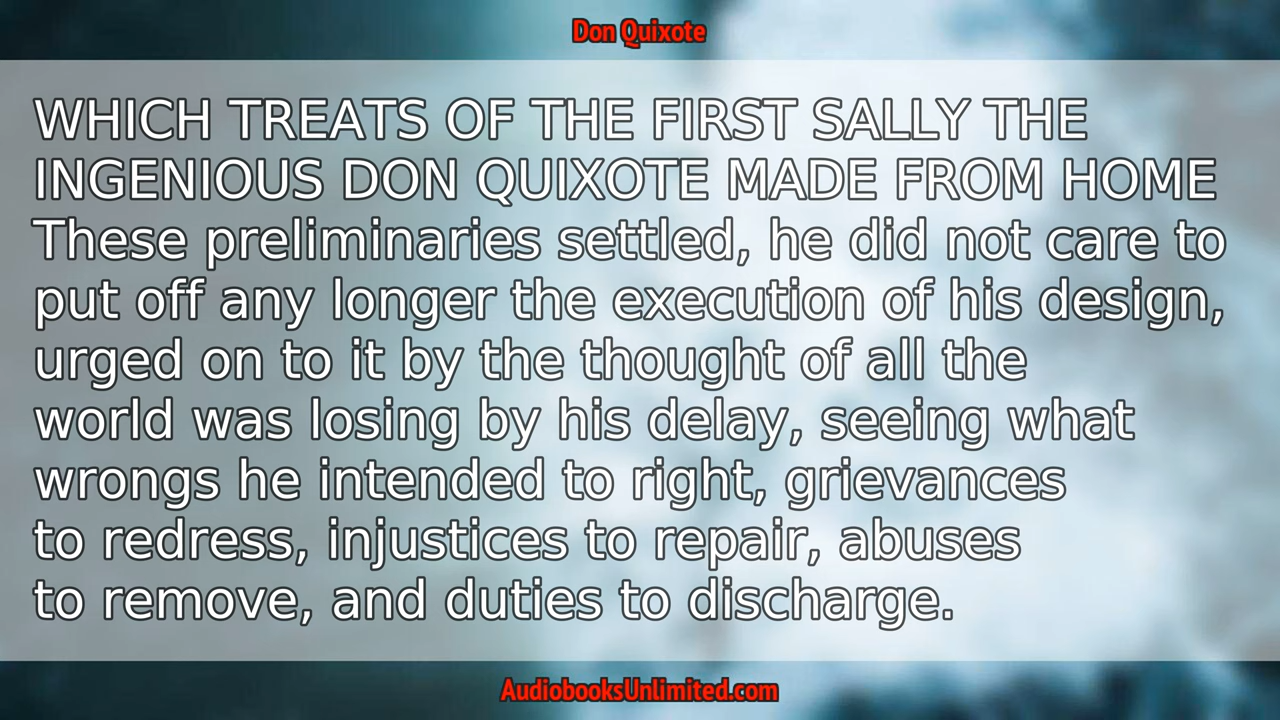 Don Quixote
WHICH TREATS OF THE FIRST SALLY THE
INGENIOUS DON QUIXOTE MADE FROM HOME
These preliminaries settled, he did not care to
put off any longer the execution of his design,
urged on to it by the thought of all the
world was losing by his delay, seeing what
wrongs he intended to right, grievances
to redress, injustices to repair, abuses
to remove, and duties to discharge.
AudiobooksUnlimited.com